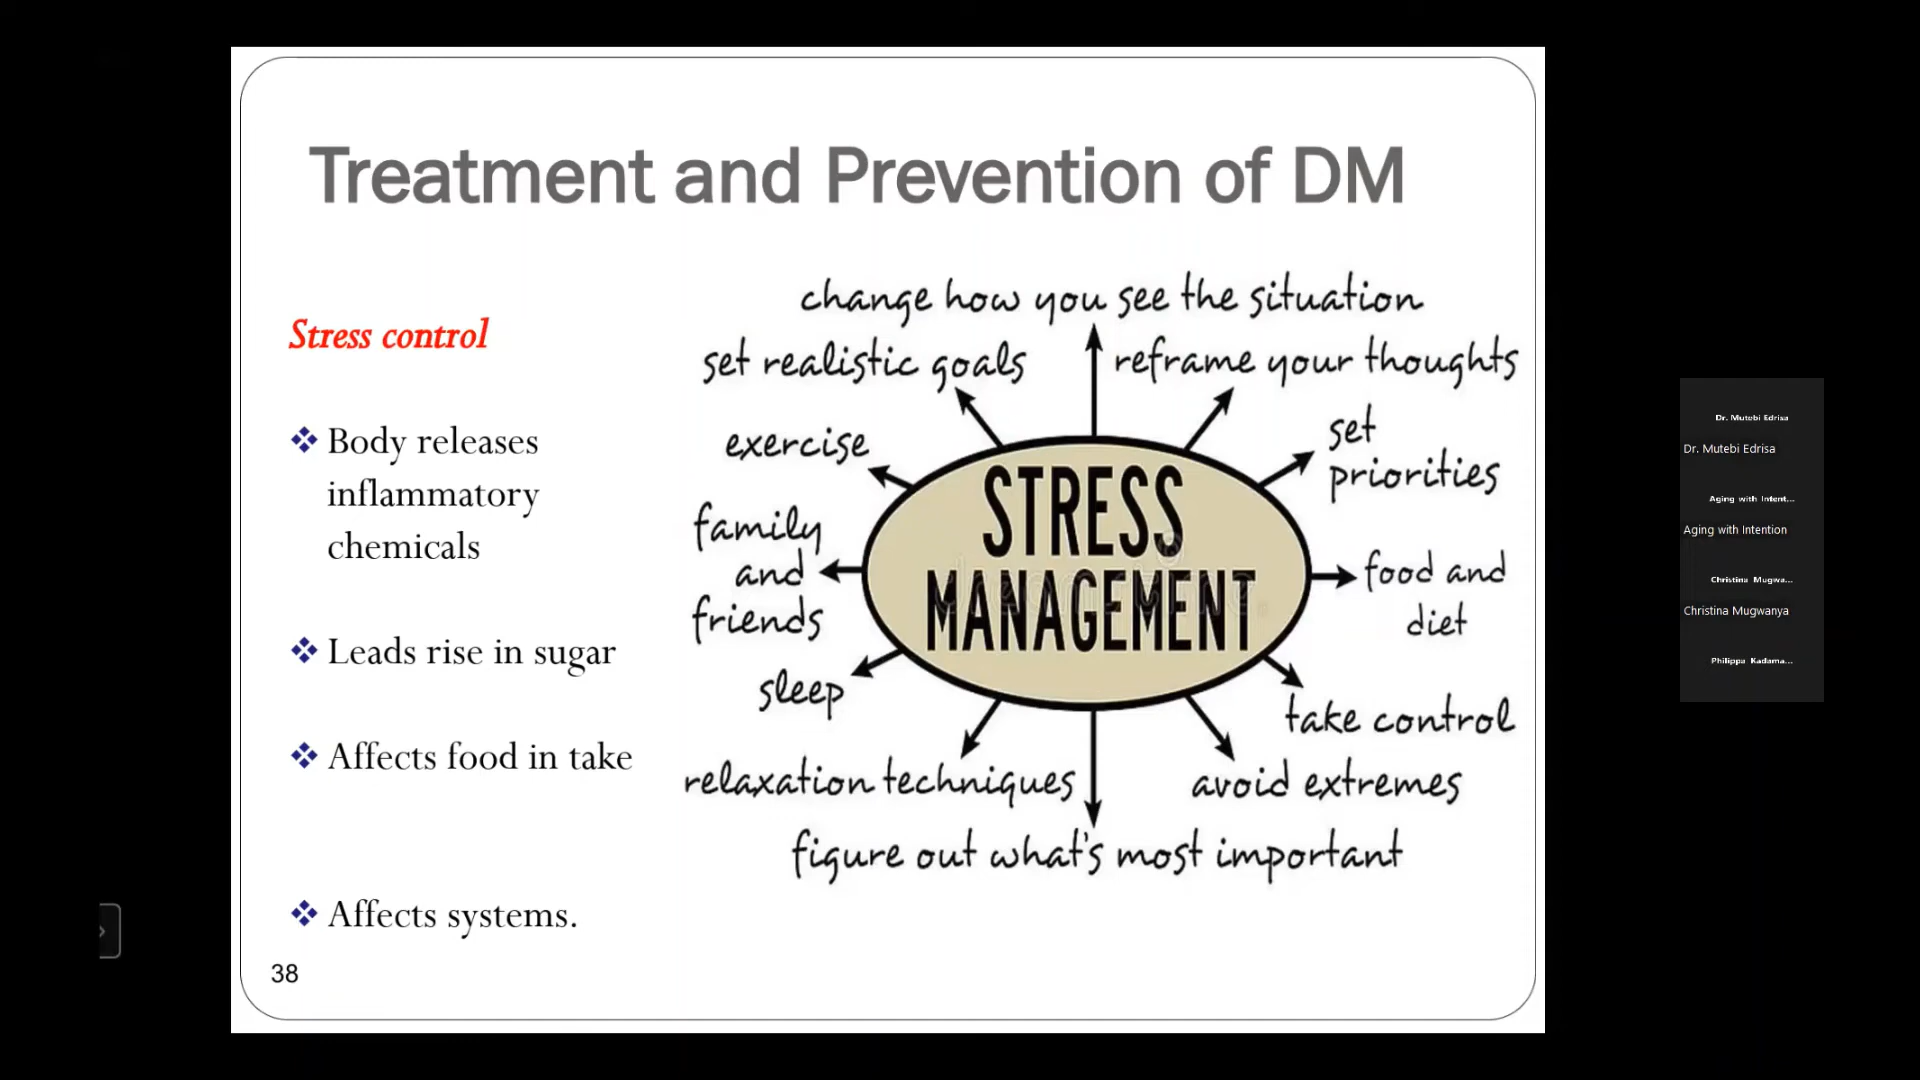 Treatment and Prevention of DM
Stress control
Body releases
inflammatory
chemicals
Leads rise in sugar
Affects food in take
Affects systems.
38
change how you see the situation
set realistic goals
reframe your thoughts
exercise
set
priorities
family
and
friends
STRESS
MANAGEMENT
food and
diet
sleep
take control
relaxation techniques
avoid extremes
figure out what's most important
Dr. Mutebi Edrisa
Dr. Mutebi Edrisa
Aging with Intent...
Aging with Intention
Christina Mugwa...
Christina Mugwanya
Philippa Kadama...